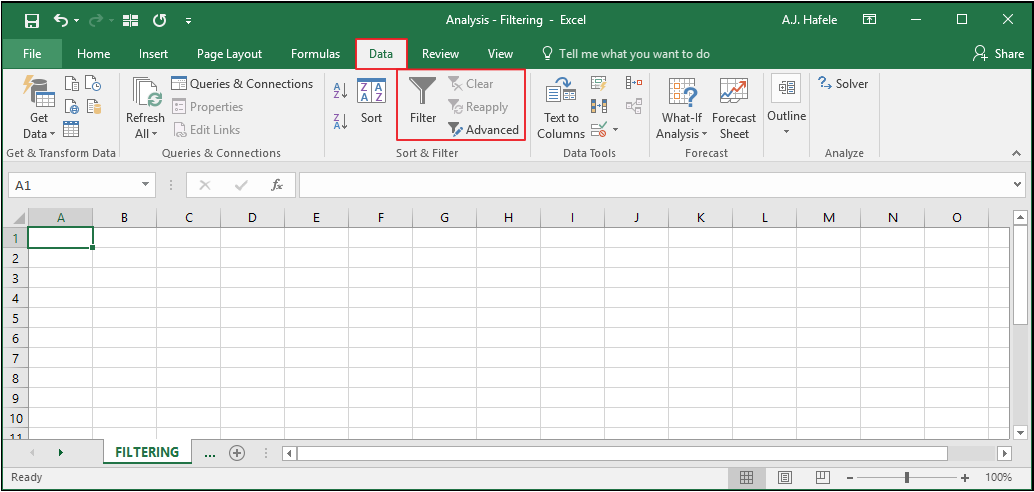 Analysis - Filtering - Excel
A.J. Hafele
File Home Insert Page Layout Formulas Data Review View Tell me what you want to do Share
Get Data
Get & Transform Data
Refresh All
Queries & Connections
Properties
Edit Links
Queries & Connections
A Z
Z A
Z A A Z
Sort
Filter
Clear
Reapply
Advanced
Sort & Filter
Text to Columns
Data Tools
What-If Analysis
Forecast Sheet
Forecast
Outline
Solver
Analyze
A1 fx
A B C D E F G H I J K L M N O
1
2
3
4
5
6
7
8
9
10
11
FILTERING ...
Ready
100%